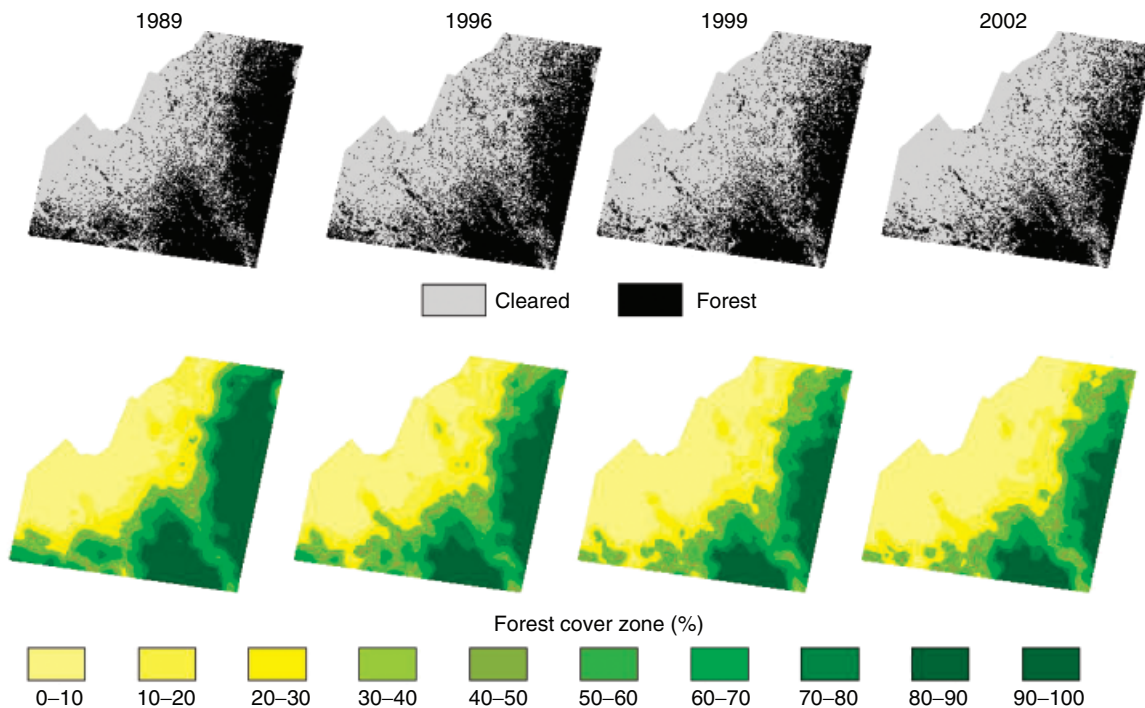 1989 1996 1999 2002
Cleared Forest
Forest cover zone (%)
0–10 10–20 20–30 30–40 40–50 50–60 60–70 70–80 80–90 90–100